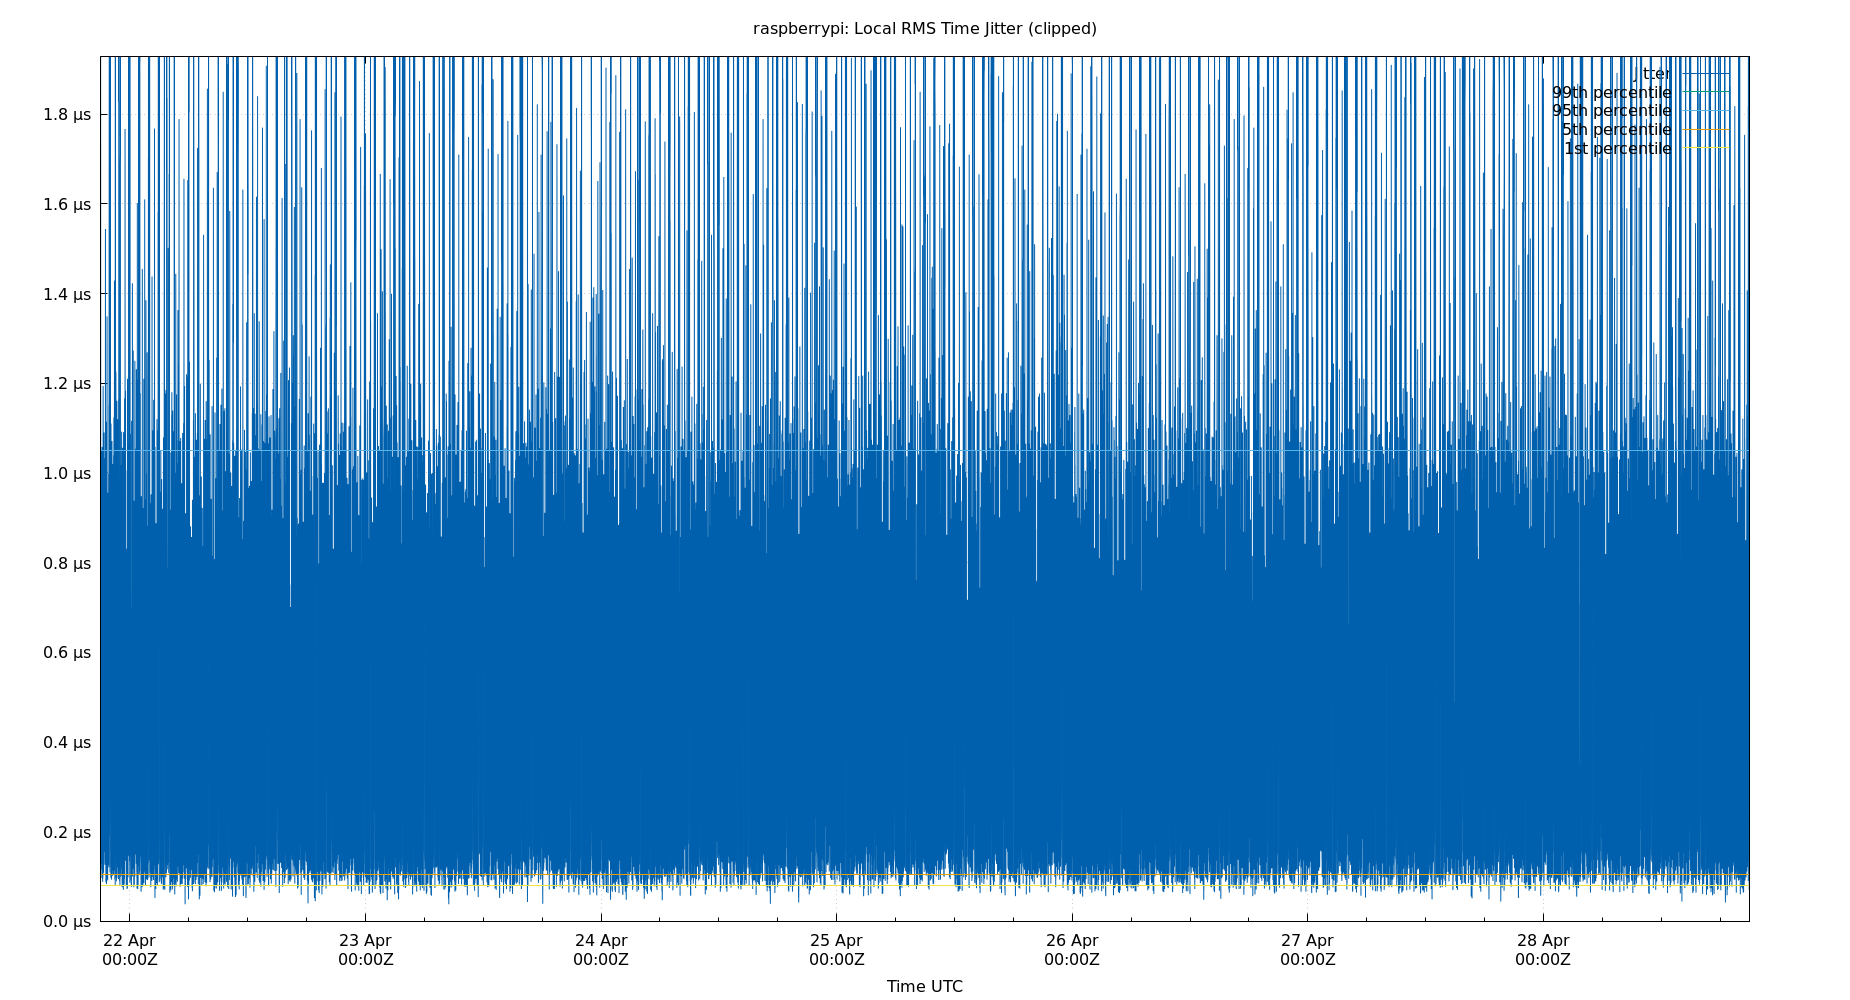 raspberrypi: Local RMS Time Jitter (clipped)
jitter
99th percentile
95th percentile
5th percentile
1st percentile
1.8 µs
1.6 µs
1.4 µs
1.2 µs
1.0 µs
0.8 µs
0.6 µs
0.4 µs
0.2 µs
0.0 µs
22 Apr 23 Apr 24 Apr 25 Apr 26 Apr 27 Apr 28 Apr
00:00Z 00:00Z 00:00Z 00:00Z 00:00Z 00:00Z 00:00Z
Time UTC